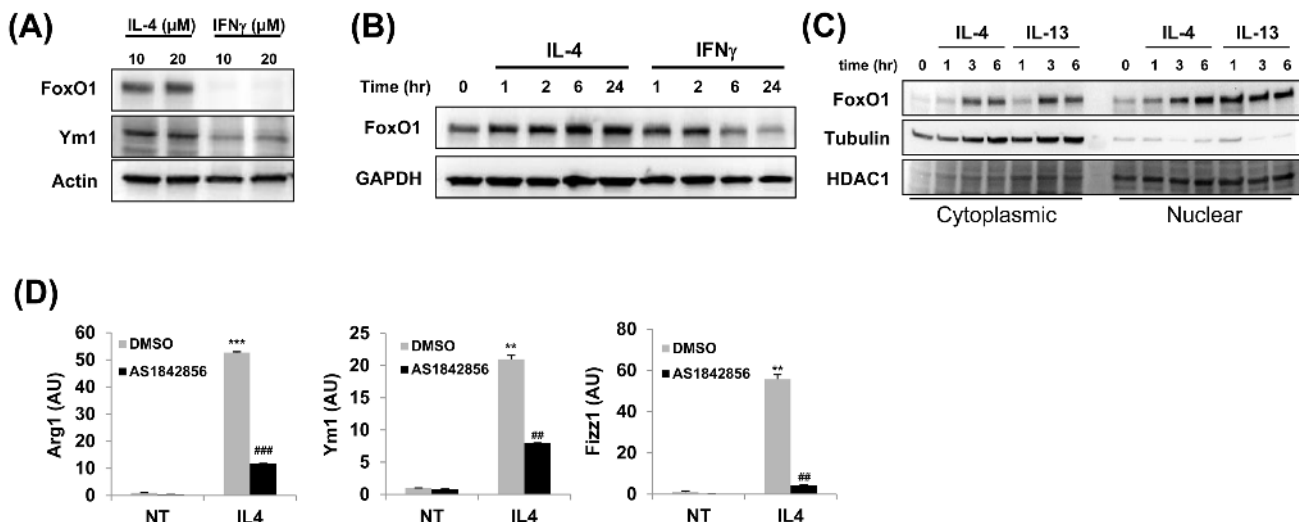 (A)
IL-4 (µM) IFNγ (µM)
10 20 10 20
FoxO1
Ym1
Actin
(B)
IL-4 IFNγ
Time (hr) 0 1 2 6 24 1 2 6 24
FoxO1
GAPDH
(C)
IL-4 IL-13 IL-4 IL-13
time (hr) 0 1 3 6 1 3 6 0 1 3 6 1 3 6
FoxO1
Tubulin
HDAC1
Cytoplasmic Nuclear
(D)
Arg1 (AU)
60
50
40
30
20
10
0
DMSO
AS1842856
***
###
NT IL4
Ym1 (AU)
25
20
15
10
5
0
DMSO
AS1842856
**
##
NT IL4
Fizz1 (AU)
80
60
40
20
0
DMSO
AS1842856
**
##
NT IL4